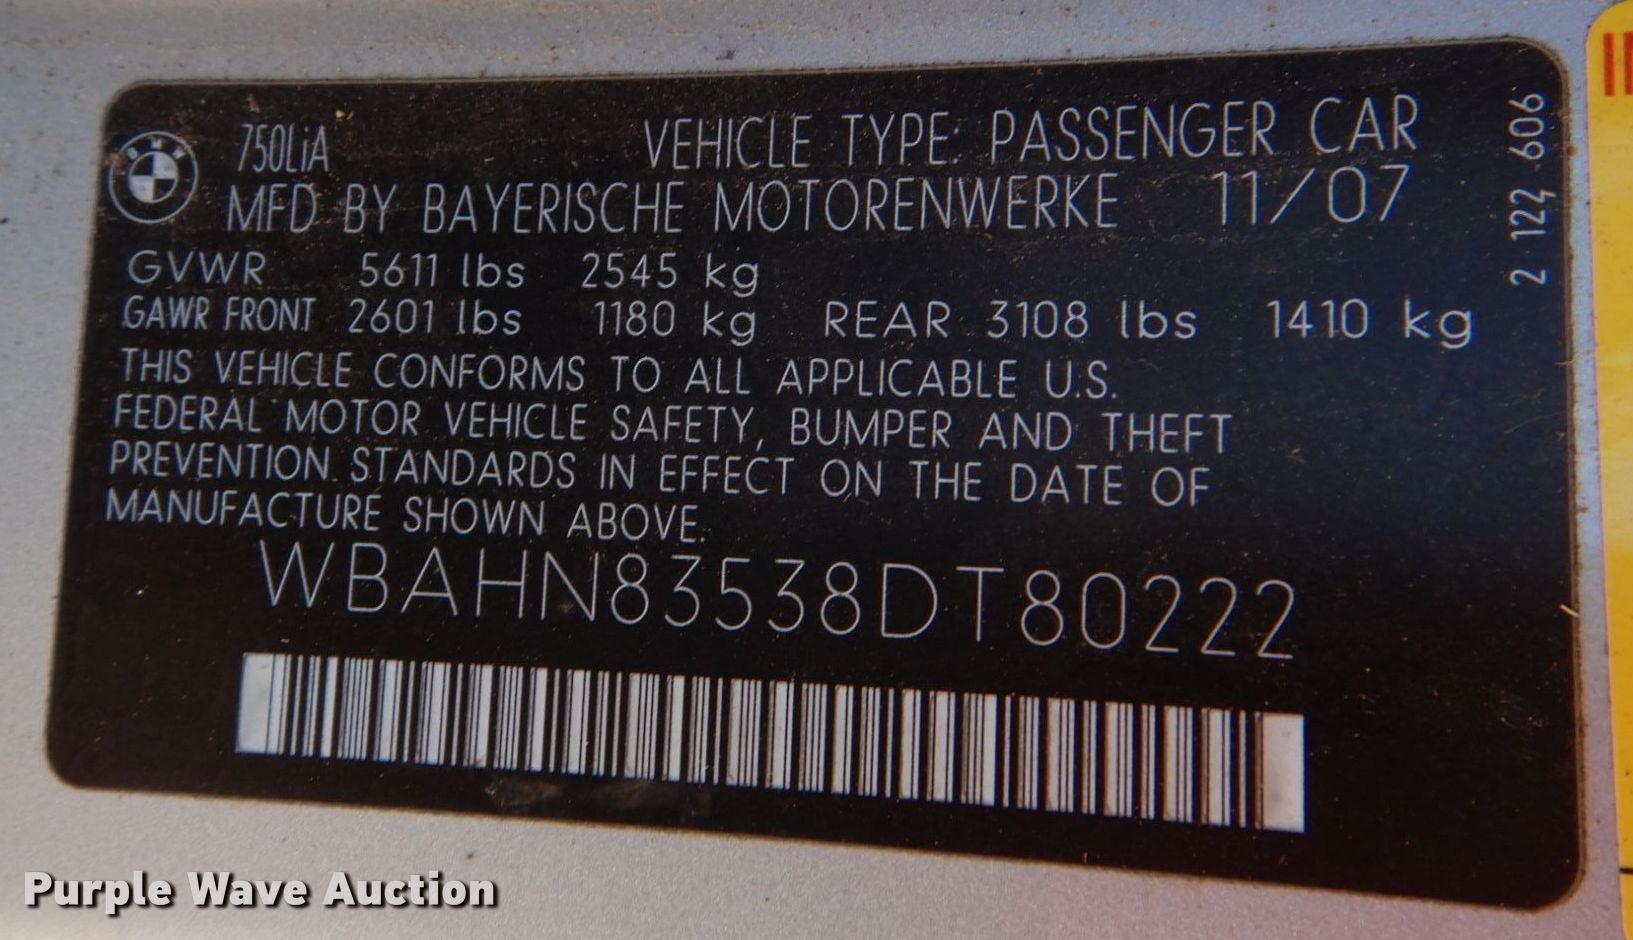 BMW
750LiA
VEHICLE TYPE: PASSENGER CAR
MFD BY BAYERISCHE MOTORENWERKE 11/07
GVWR 5611 lbs 2545 kg
GAWR FRONT 2601 lbs 1180 kg REAR 3108 lbs 1410 kg
THIS VEHICLE CONFORMS TO ALL APPLICABLE U.S.
FEDERAL MOTOR VEHICLE SAFETY, BUMPER AND THEFT
PREVENTION STANDARDS IN EFFECT ON THE DATE OF
MANUFACTURE SHOWN ABOVE.
WBAHN83538DT80222
2 122 606
Purple Wave Auction